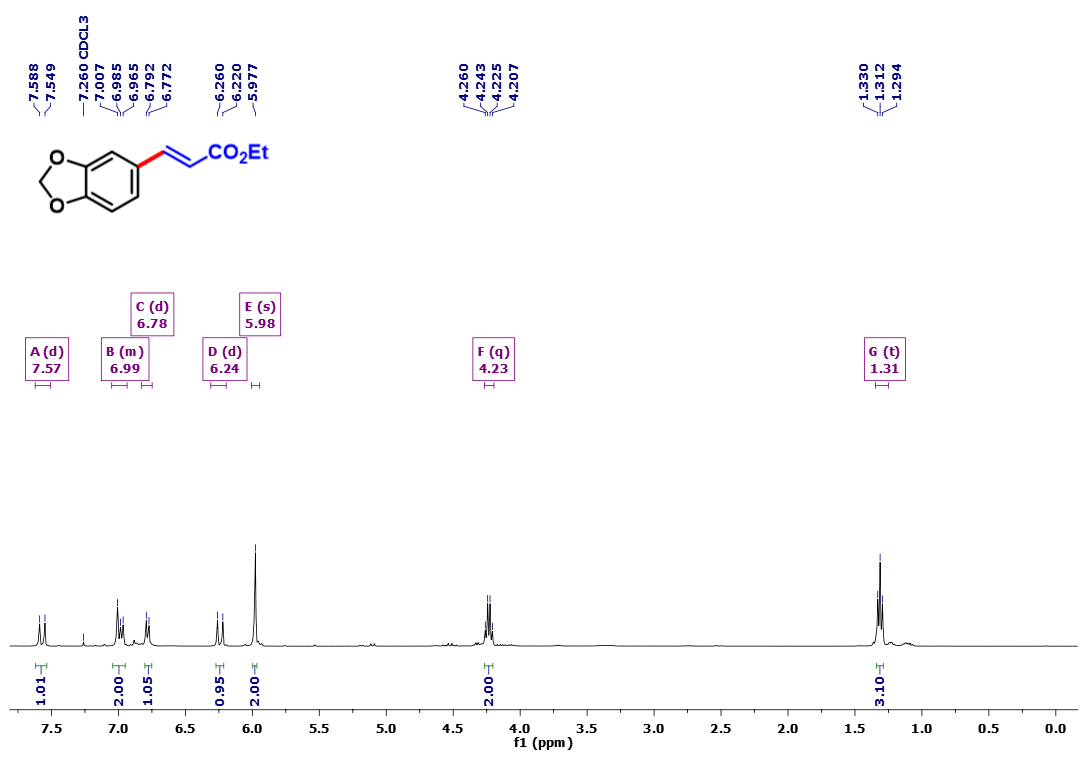 7.588
7.549
7.260 CDCL3
7.007
6.985
6.965
6.792
6.772
6.260
6.220
5.977
4.260
4.243
4.225
4.207
1.330
1.312
1.294
O
O
CO2Et
C (d)
6.78
E (s)
5.98
A (d)
7.57
B (m)
6.99
D (d)
6.24
F (q)
4.23
G (t)
1.31
1.01
2.00
1.05
0.95
2.00
2.00
3.10
7.5 7.0 6.5 6.0 5.5 5.0 4.5 4.0 3.5 3.0 2.5 2.0 1.5 1.0 0.5 0.0
f1 (ppm)